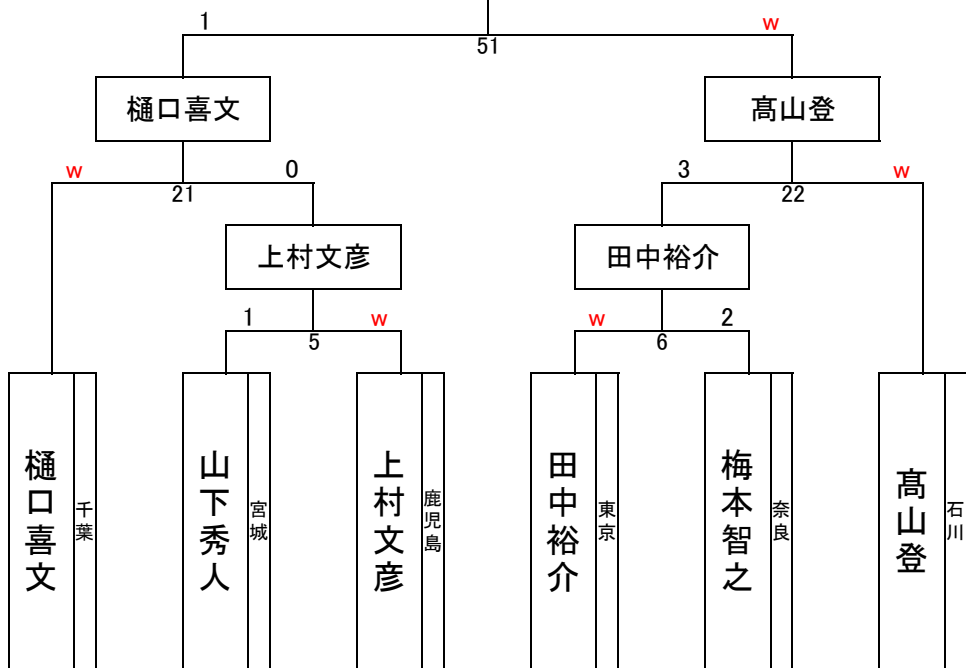 1 w
51
樋口喜文 髙山登
w 0 3 w
21 22
上村文彦 田中裕介
1 w w 2
5 6
樋口喜文 千葉
山下秀人 宮城
上村文彦 鹿児島
田中裕介 東京
梅本智之 奈良
髙山登 石川